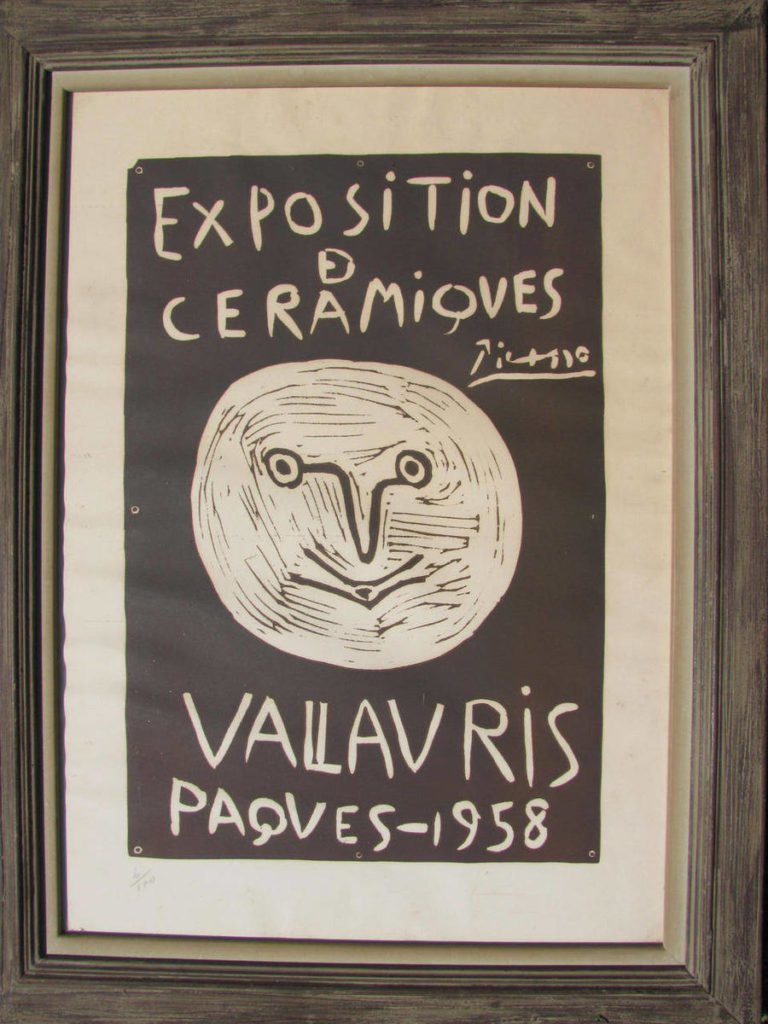 EXPOSiTiON
DE
CERAMiQVES
Picasso
VALLAVRiS
PAQVES-1958